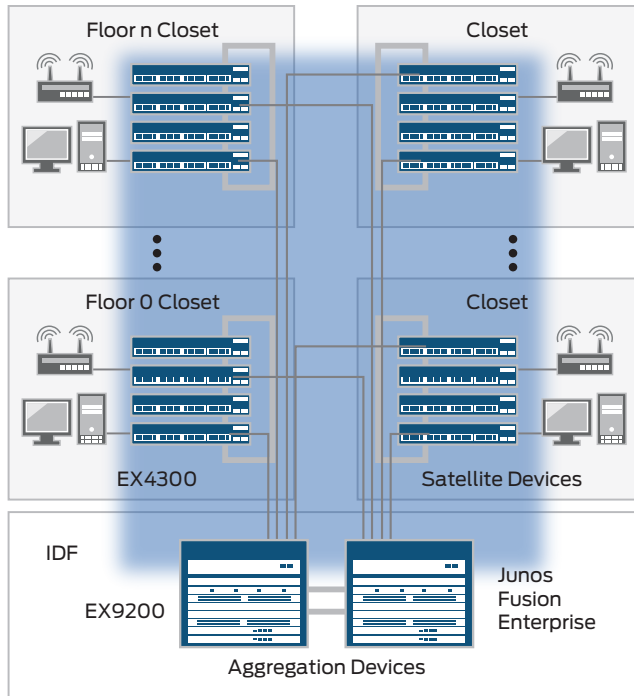 Floor n Closet
Closet
Floor 0 Closet
Closet
EX4300
Satellite Devices
IDF
EX9200
Junos
Fusion
Enterprise
Aggregation Devices